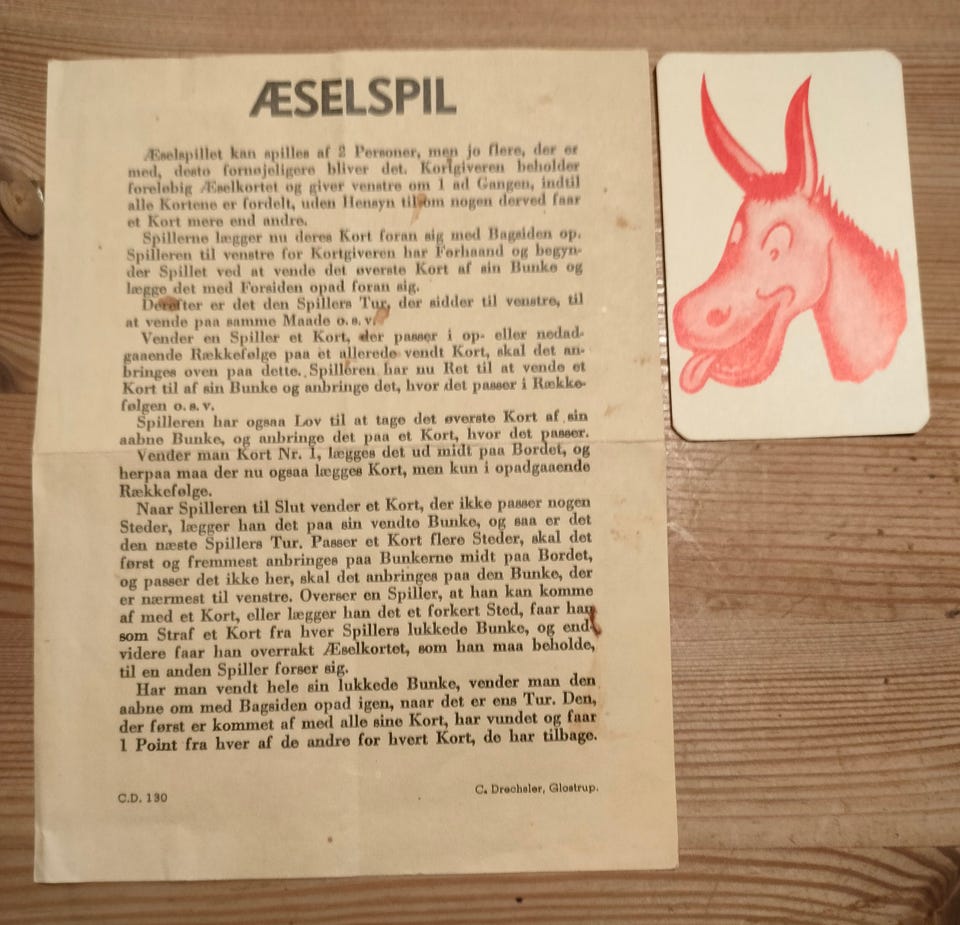 ÆSELSPIL
Æselspillet kan spilles af 2 Personer, men jo flere, der er
med, desto fornøjeligere bliver det. Kortgiveren beholder
foreløbig Æselkortet og giver venstre om 1 ad Gangen, indtil
alle Kortene er fordelt, uden Hensyn til om nogen derved faar
et Kort mere end andre.
Spillerne lægger nu deres Kort foran sig med Bagsiden op.
Spilleren til venstre for Kortgiveren har Forhaand og begyn-
der Spillet ved at vende det øverste Kort af sin Bunke og
lægge det med Forsiden opad foran sig.
Derefter er det den Spillers Tur, der sidder til venstre, til
at vende paa samme Maade o. s. v.
Vender en Spiller et Kort, der passer i op- eller nedad-
gaaende Rækkefølge paa et allerede vendt Kort, skal det an-
bringes oven paa dette. Spilleren har nu Ret til at vende et
Kort til af sin Bunke og anbringe det, hvor det passer i Række-
følgen o. s. v.
Spilleren har ogsaa Lov til at tage det øverste Kort af sin
aabne Bunke, og anbringe det paa et Kort, hvor det passer.
Vender man Kort Nr. 1, lægges det ud midt paa Bordet, og
herpaa maa der nu ogsaa lægges Kort, men kun i opadgaaende
Rækkefølge.
Naar Spilleren til Slut vender et Kort, der ikke passer nogen
Steder, lægger han det paa sin vendte Bunke, og saa er det
den næste Spillers Tur. Passer et Kort flere Steder, skal det
først og fremmest anbringes paa Bunkerne midt paa Bordet,
og passer det ikke her, skal det anbringes paa den Bunke, der
er nærmest til venstre. Overser en Spiller, at han kan komme
af med et Kort, eller lægger han det et forkert Sted, faar han
som Straf et Kort fra hver Spillers lukkede Bunke, og end-
videre faar han overrakt Æselkortet, som han maa beholde,
til en anden Spiller forser sig.
Har man vendt hele sin lukkede Bunke, vender man den
aabne om med Bagsiden opad igen, naar det er ens Tur. Den,
der først er kommet af med alle sine Kort, har vundet og faar
1 Point fra hver af de andre for hvert Kort, de har tilbage.
C.D. 130
C. Drechsler, Glostrup.